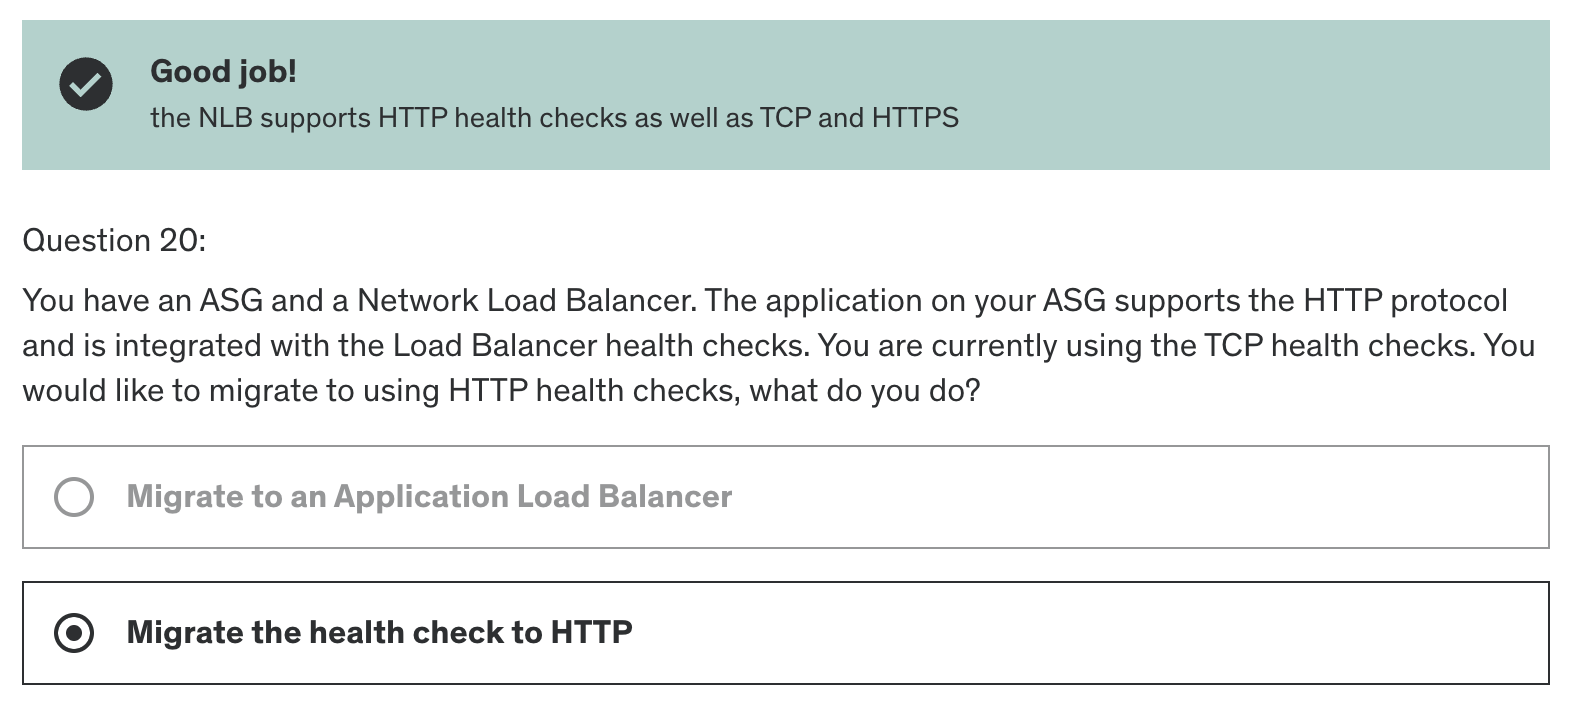 Good job!
the NLB supports HTTP health checks as well as TCP and HTTPS
Question 20:
You have an ASG and a Network Load Balancer. The application on your ASG supports the HTTP protocol
and is integrated with the Load Balancer health checks. You are currently using the TCP health checks. You
would like to migrate to using HTTP health checks, what do you do?
Migrate to an Application Load Balancer
Migrate the health check to HTTP